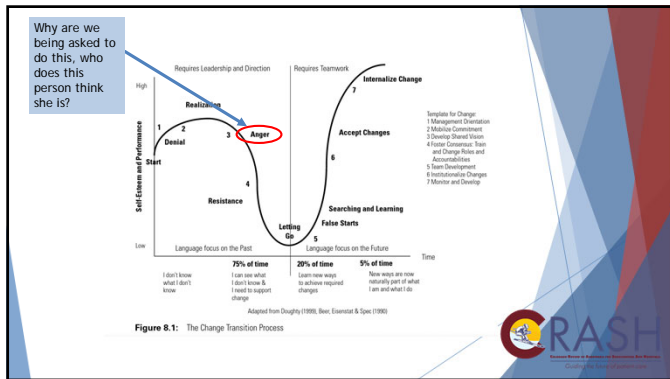 Why are we
being asked to
do this, who
does this
person think
she is?
Requires Leadership and Direction
Requires Teamwork
High
Self-Esteem and Performance
Low
Internalize Change
7
Realization
1
2
3
Anger
Denial
Start
Accept Changes
6
4
Resistance
Searching and Learning
False Starts
Letting
Go
5
Language focus on the Past
Language focus on the Future
Time
75% of time
20% of time
5% of time
I don't know
what I don't
know
I can see what
I don't know &
I need to support
change
Learn new ways
to achieve required
changes
New ways are now
naturally part of what
I am and what I do
Template for Change:
1 Management Orientation
2 Mobilize Commitment
3 Develop Shared Vision
4 Foster Consensus: Train
and Change Roles and
Accountabilities
5 Team Development
6 Institutionalize Changes
7 Monitor and Develop
Adapted from Doughty (1999), Beer, Eisenstat & Spec (1990)
Figure 8.1: The Change Transition Process
CRASH